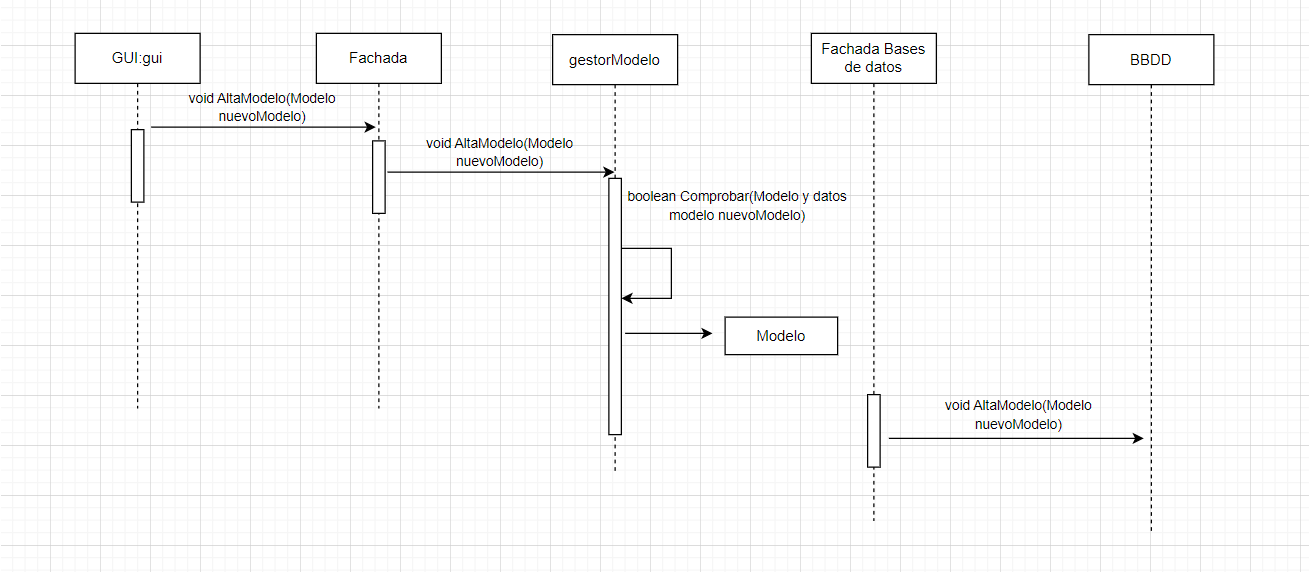 GUI:gui
Fachada
gestorModelo
Fachada Bases
de datos
BBDD
void AltaModelo(Modelo
nuevoModelo)
void AltaModelo(Modelo
nuevoModelo)
boolean Comprobar(Modelo y datos
modelo nuevoModelo)
Modelo
void AltaModelo(Modelo
nuevoModelo)